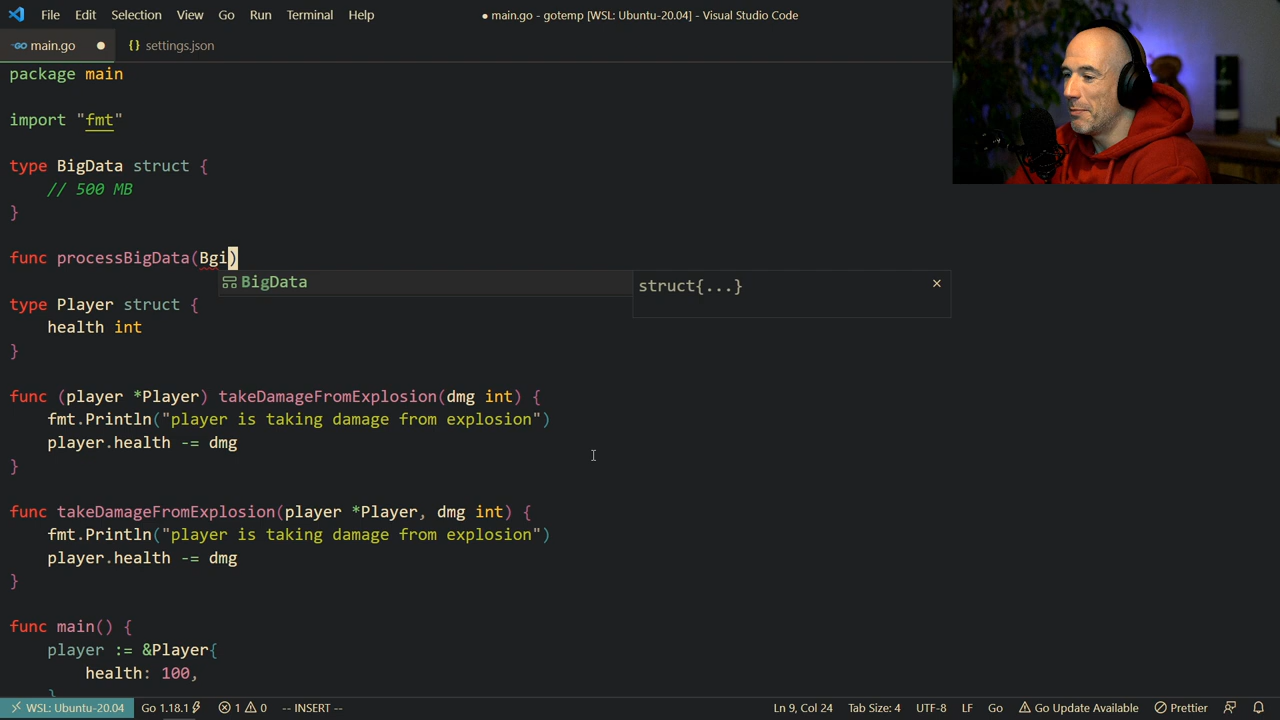 File Edit Selection View Go Run Terminal Help
● main.go - gotemp [WSL: Ubuntu-20.04] - Visual Studio Code
main.go ●
{} settings.json
package main
import "fmt"
type BigData struct {
// 500 MB
}
func processBigData(Bgi)
BigData
struct{...}
×
type Player struct {
health int
}
func (player *Player) takeDamageFromExplosion(dmg int) {
fmt.Println("player is taking damage from explosion")
player.health -= dmg
}
func takeDamageFromExplosion(player *Player, dmg int) {
fmt.Println("player is taking damage from explosion")
player.health -= dmg
}
func main() {
player := &Player{
health: 100,
}
WSL: Ubuntu-20.04 Go 1.18.1 1 0 -- INSERT -- Ln 9, Col 24 Tab Size: 4 UTF-8 LF Go Go Update Available Prettier